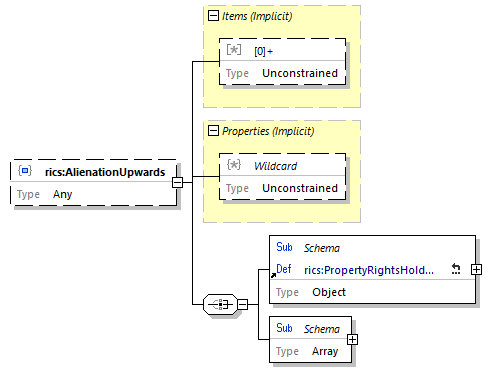 Items (Implicit)
[*] [0]+
Type Unconstrained
Properties (Implicit)
{*} Wildcard
Type Unconstrained
rics:AlienationUpwards
Type Any
Sub Schema
Def rics:PropertyRightsHold...
Type Object
Sub Schema
Type Array